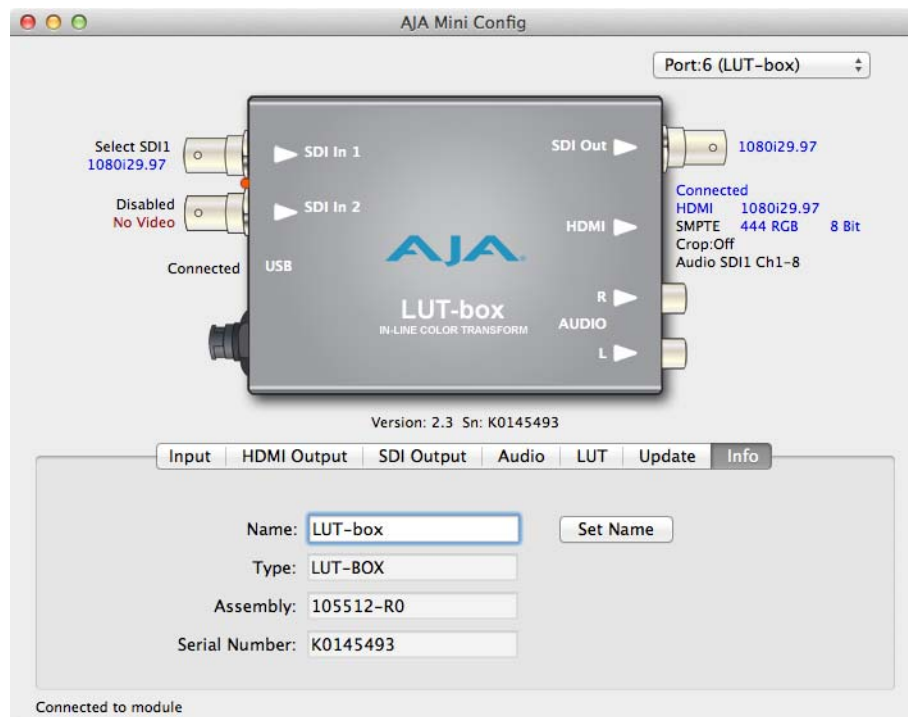 AJA Mini Config
Port:6 (LUT-box)
Select SDI1
1080i29.97
SDI In 1
SDI Out
1080i29.97
Disabled
No Video
SDI In 2
HDMI
Connected
HDMI 1080i29.97
SMPTE 444 RGB 8 Bit
Crop:Off
Audio SDI1 Ch1-8
Connected
USB
AJA
LUT-box
IN-LINE COLOR TRANSFORM
R
AUDIO
L
Version: 2.3 Sn: K0145493
Input HDMI Output SDI Output Audio LUT Update Info
Name: LUT-box Set Name
Type: LUT-BOX
Assembly: 105512-R0
Serial Number: K0145493
Connected to module